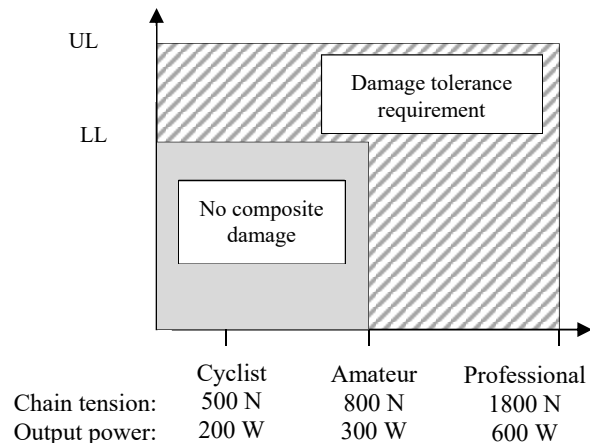 UL
Damage tolerance
requirement
LL
No composite
damage
Cyclist Amateur Professional
Chain tension: 500 N 800 N 1800 N
Output power: 200 W 300 W 600 W